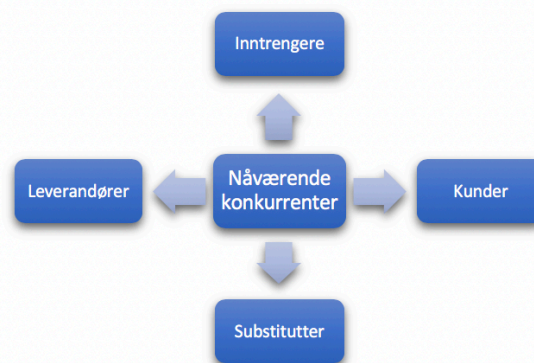 Inntrengere
Leverandører
Nåværende
konkurrenter
Kunder
Substitutter